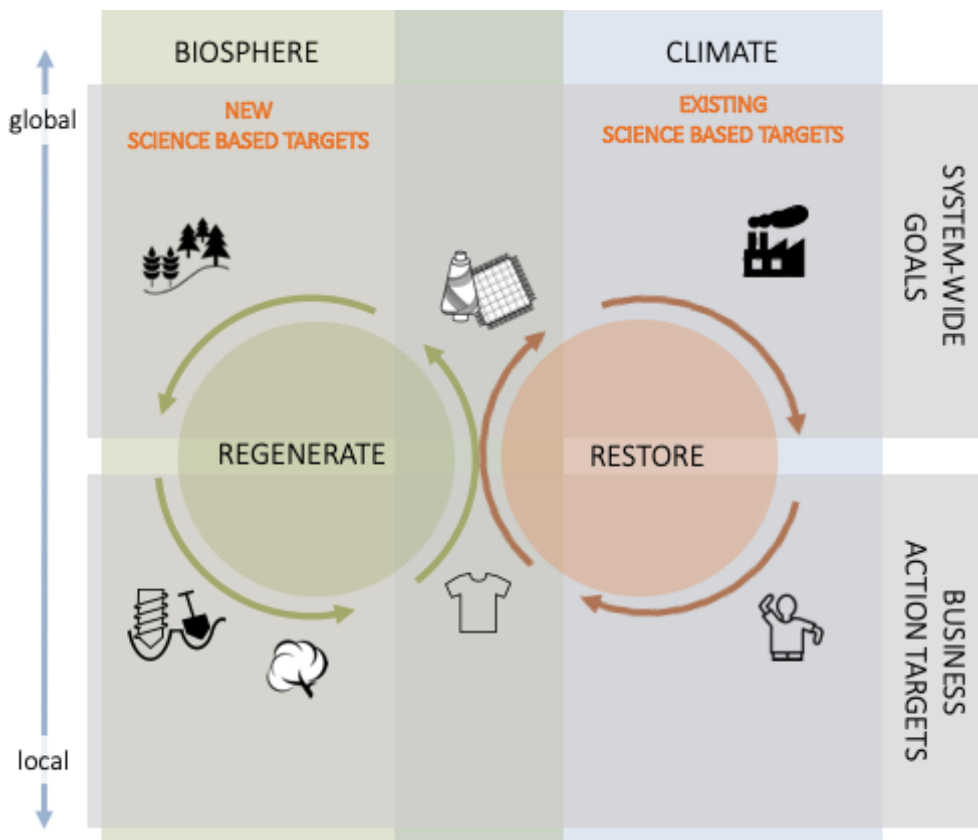 BIOSPHERE
CLIMATE
global
NEW
SCIENCE BASED TARGETS
EXISTING
SCIENCE BASED TARGETS
SYSTEM-WIDE
GOALS
REGENERATE
RESTORE
BUSINESS
ACTION TARGETS
local